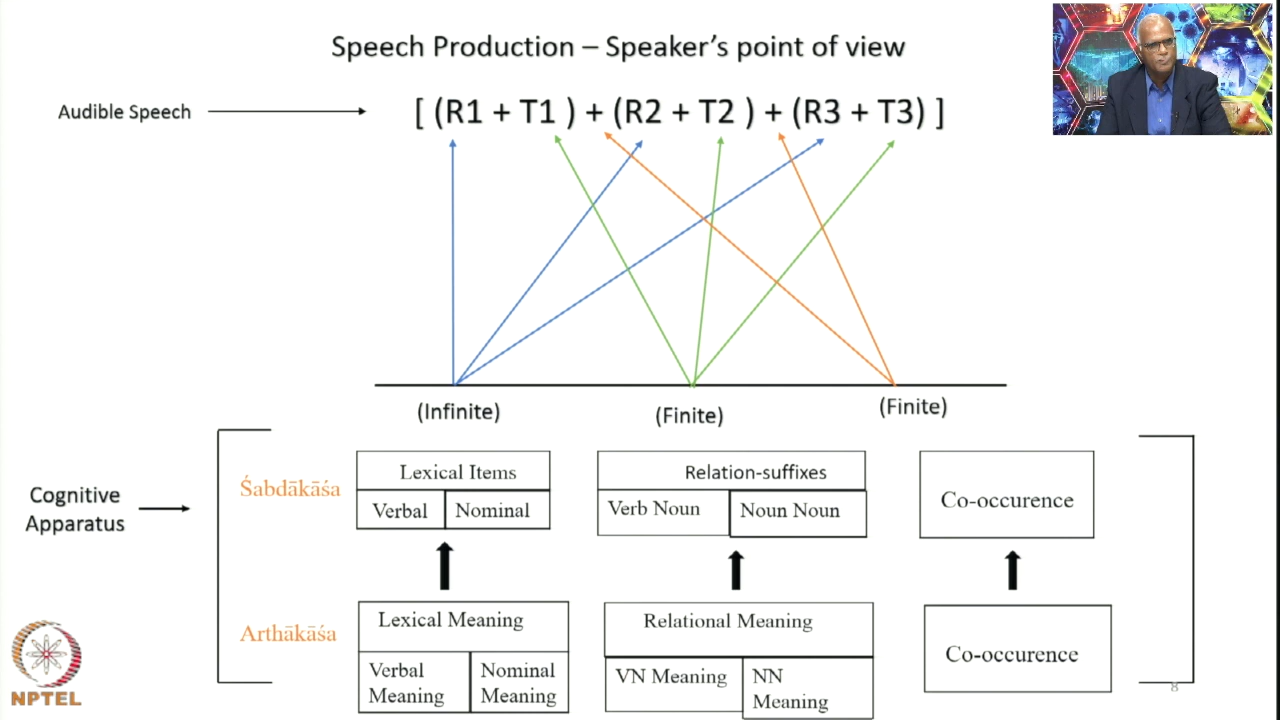 Speech Production – Speaker's point of view
Audible Speech
[ (R1 + T1 ) + (R2 + T2 ) + (R3 + T3) ]
(Infinite)
(Finite)
(Finite)
Cognitive
Apparatus
Śabdākāśa
Lexical Items
Verbal
Nominal
Relation-suffixes
Verb Noun
Noun Noun
Co-occurence
Arthākāśa
Lexical Meaning
Verbal
Meaning
Nominal
Meaning
Relational Meaning
VN Meaning
NN
Meaning
Co-occurence
8
NPTEL